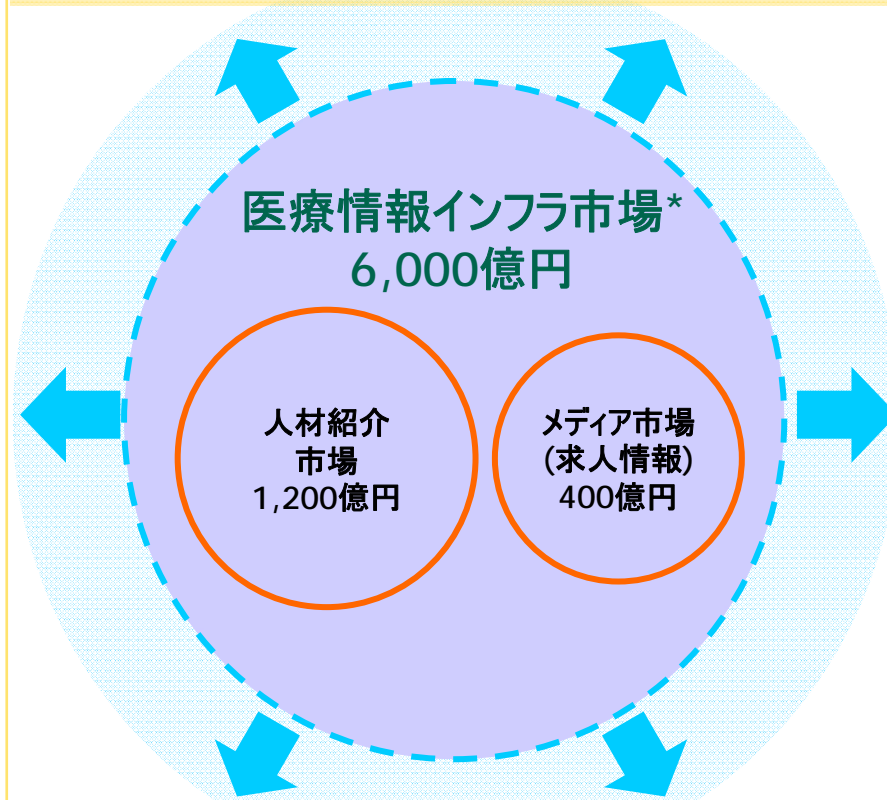 医療情報インフラ市場*
6,000億円
人材紹介
市場
1,200億円
メディア市場
(求人情報)
400億円